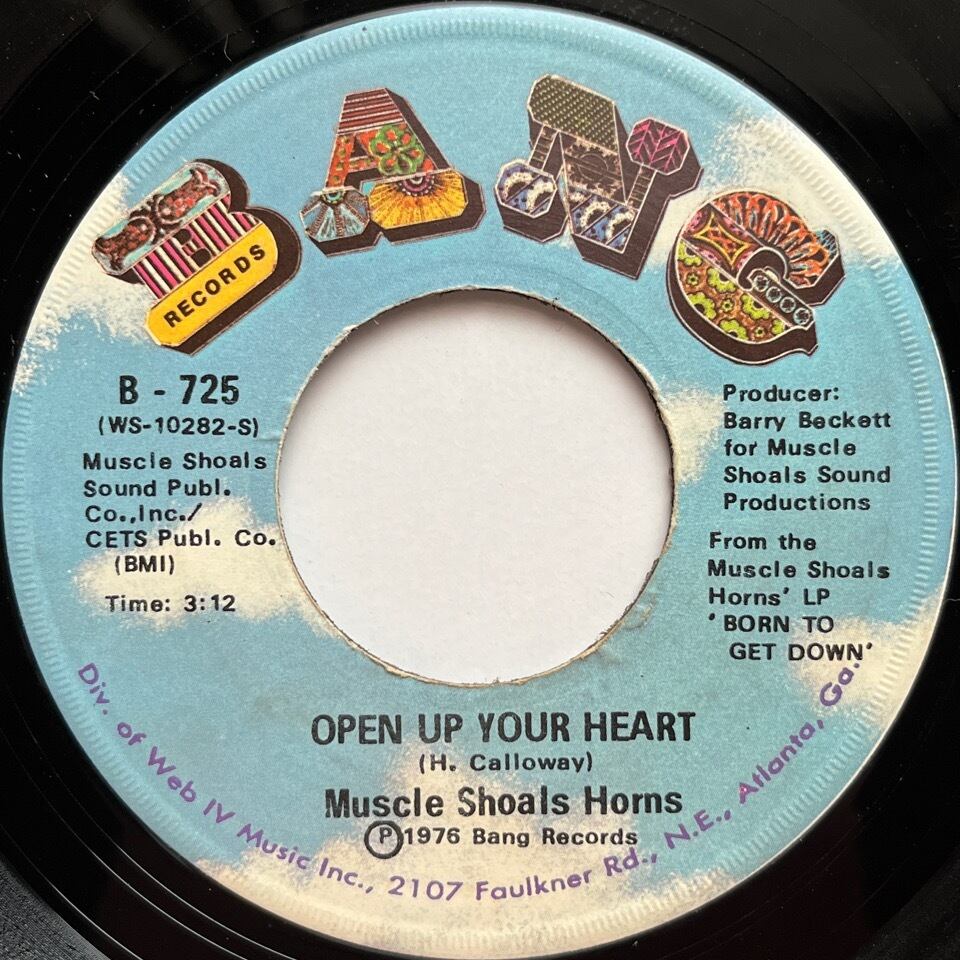 BANG
RECORDS
B - 725
(WS-10282-S)
Muscle Shoals
Sound Publ.
Co.,Inc./
CETS Publ. Co.
(BMI)
Time: 3:12
Producer:
Barry Beckett
for Muscle
Shoals Sound
Productions
From the
Muscle Shoals
Horns' LP
'BORN TO
GET DOWN'
OPEN UP YOUR HEART
(H. Calloway)
Muscle Shoals Horns
Ⓟ1976 Bang Records
Div. of Web IV Music Inc., 2107 Faulkner Rd., N.E., Atlanta, Ga.